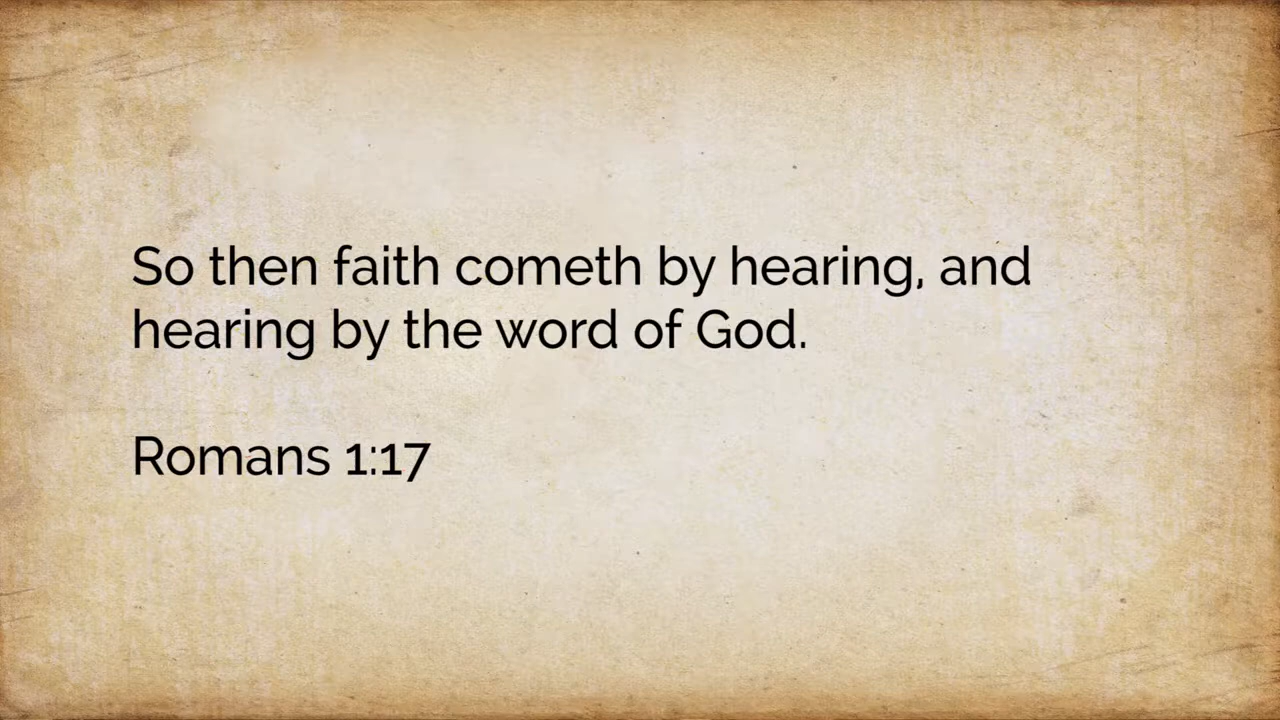 So then faith cometh by hearing, and
hearing by the word of God.
Romans 1:17